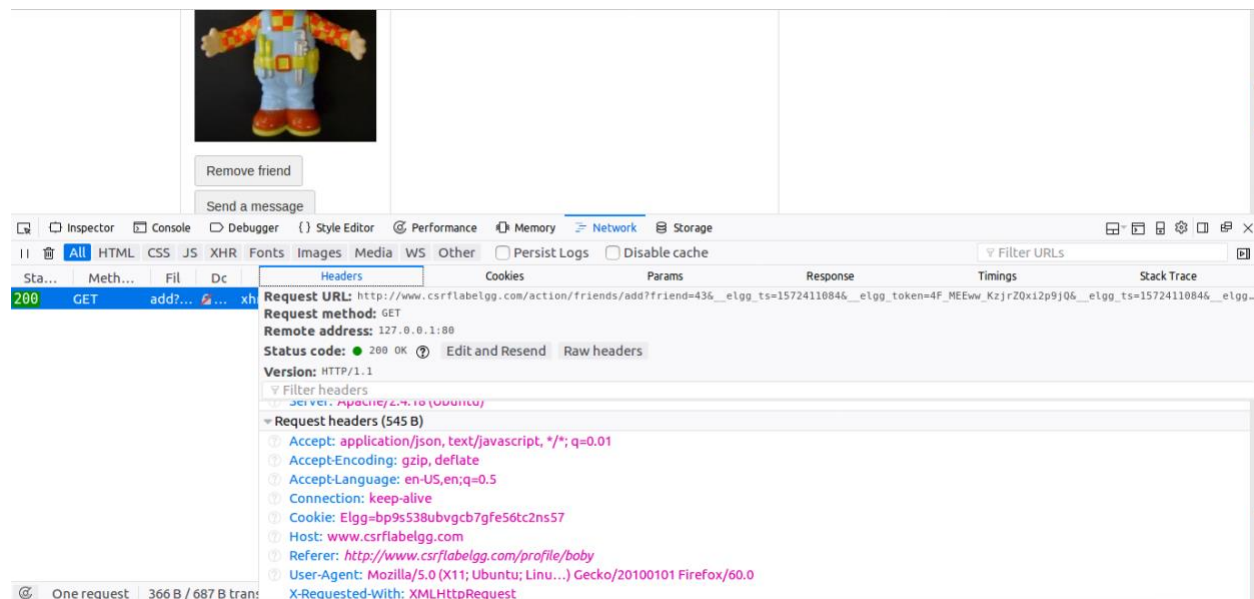 Remove friend
Send a message
Inspector Console Debugger {} Style Editor Performance Memory Network Storage
All HTML CSS JS XHR Fonts Images Media WS Other Persist Logs Disable cache Filter URLs
Sta... Meth... Fil Dc Headers Cookies Params Response Timings Stack Trace
200 GET add?... ... xh
Request URL: http://www.csrflabelgg.com/action/friends/add?friend=43&__elgg_ts=1572411084&__elgg_token=4F_MEEww_KzjrZQxi2p9jQ&__elgg_ts=1572411084&__elgg...
Request method: GET
Remote address: 127.0.0.1:80
Status code: 200 OK Edit and Resend Raw headers
Version: HTTP/1.1
Filter headers
Server: Apache/2.4.18 (Ubuntu)
Request headers (545 B)
Accept: application/json, text/javascript, */*; q=0.01
Accept-Encoding: gzip, deflate
Accept-Language: en-US,en;q=0.5
Connection: keep-alive
Cookie: Elgg=bp9s538ubvgcb7gfe56tc2ns57
Host: www.csrflabelgg.com
Referer: http://www.csrflabelgg.com/profile/boby
User-Agent: Mozilla/5.0 (X11; Ubuntu; Linu...) Gecko/20100101 Firefox/60.0
One request 366 B / 687 B trans X-Requested-With: XMLHttpRequest